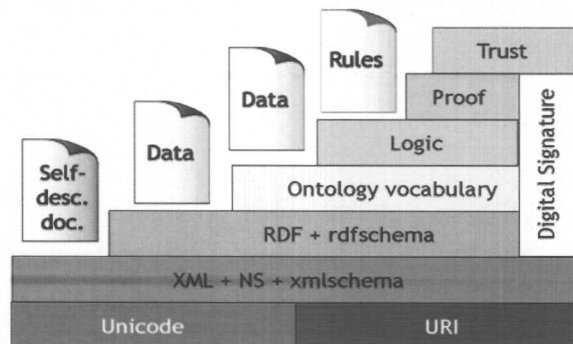 Rules
Trust
Data
Proof
Data
Logic
Self-
desc.
doc.
Ontology vocabulary
Digital Signature
RDF + rdfschema
XML + NS + xmlschema
Unicode
URI